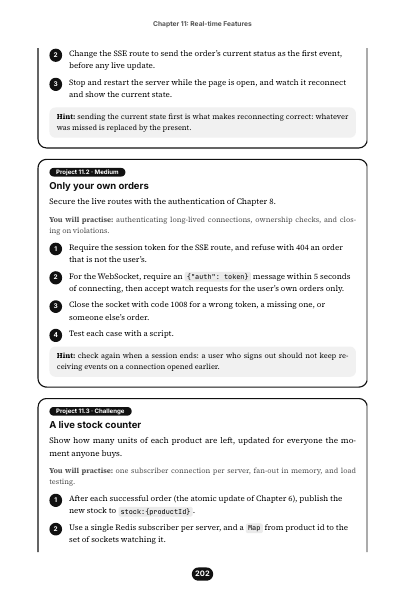 Chapter 11: Real-time Features
2 Change the SSE route to send the order's current status as the first event,
before any live update.
3 Stop and restart the server while the page is open, and watch it reconnect
and show the current state.
Hint: sending the current state first is what makes reconnecting correct: whatever
was missed is replaced by the present.
Project 11.2 · Medium
Only your own orders
Secure the live routes with the authentication of Chapter 8.
You will practise: authenticating long-lived connections, ownership checks, and clos-
ing on violations.
1 Require the session token for the SSE route, and refuse with 404 an order
that is not the user's.
2 For the WebSocket, require an {"auth": token} message within 5 seconds
of connecting, then accept watch requests for the user's own orders only.
3 Close the socket with code 1008 for a wrong token, a missing one, or
someone else's order.
4 Test each case with a script.
Hint: check again when a session ends: a user who signs out should not keep re-
ceiving events on a connection opened earlier.
Project 11.3 · Challenge
A live stock counter
Show how many units of each product are left, updated for everyone the mo-
ment anyone buys.
You will practise: one subscriber connection per server, fan-out in memory, and load
testing.
1 After each successful order (the atomic update of Chapter 6), publish the
new stock to stock:{productId}.
2 Use a single Redis subscriber per server, and a Map from product id to the
set of sockets watching it.
202